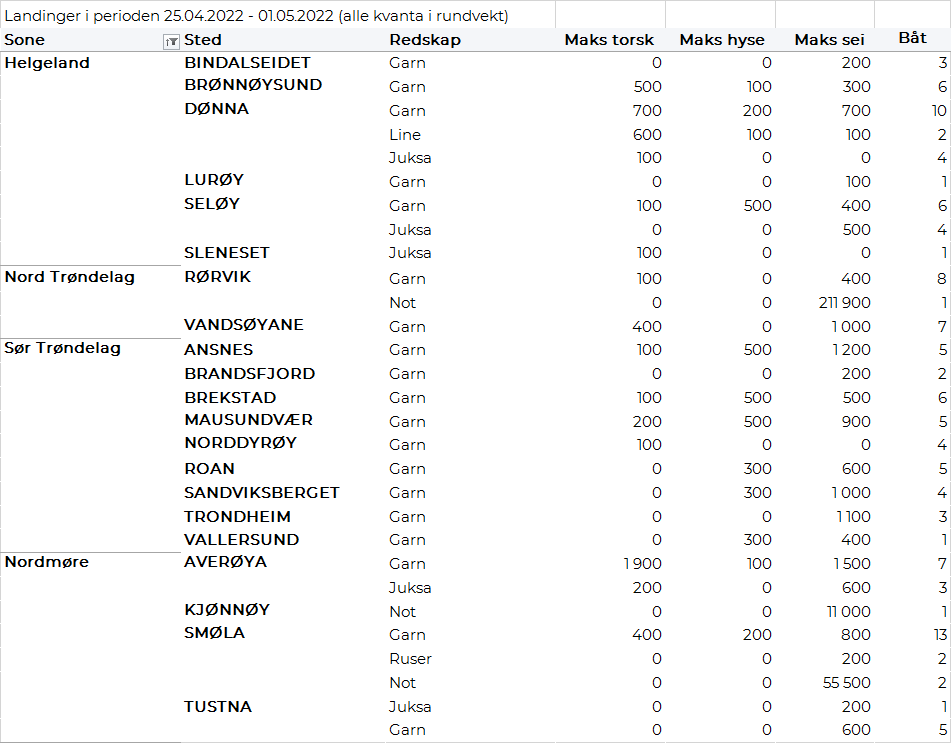 Landinger i perioden 25.04.2022 - 01.05.2022 (alle kvanta i rundvekt)
Sone Sted Redskap Maks torsk Maks hyse Maks sei Båt
Helgeland BINDALSEIDET Garn 0 0 200 3
BRØNNØYSUND Garn 500 100 300 6
DØNNA Garn 700 200 700 10
Line 600 100 100 2
Juksa 100 0 0 4
LURØY Garn 0 0 100 1
SELØY Garn 100 500 400 6
Juksa 0 0 500 4
SLENESET Juksa 100 0 0 1
Nord Trøndelag RØRVIK Garn 100 0 400 8
Not 0 0 211 900 1
VANDSØYANE Garn 400 0 1 000 7
Sør Trøndelag ANSNES Garn 100 500 1 200 5
BRANDSFJORD Garn 0 0 200 2
BREKSTAD Garn 100 500 500 6
MAUSUNDVÆR Garn 200 500 900 5
NORDDYRØY Garn 100 0 0 4
ROAN Garn 0 300 600 5
SANDVIKSBERGET Garn 0 300 1 000 4
TRONDHEIM Garn 0 0 1 100 3
VALLERSUND Garn 0 300 400 1
Nordmøre AVERØYA Garn 1 900 100 1 500 7
Juksa 200 0 600 3
KJØNNØY Not 0 0 11 000 1
SMØLA Garn 400 200 800 13
Ruser 0 0 200 2
Not 0 0 55 500 2
TUSTNA Juksa 0 0 200 1
Garn 0 0 600 5